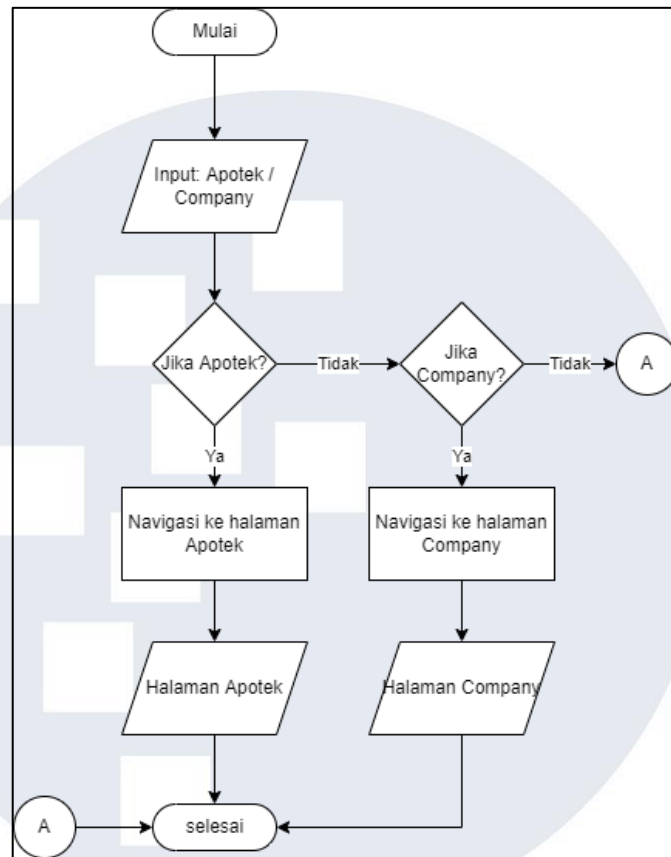 Mulai
Input: Apotek /
Company
Jika Apotek?
Tidak
Jika
Company?
Tidak
A
Ya
Ya
Navigasi ke halaman
Apotek
Navigasi ke halaman
Company
Halaman Apotek
Halaman Company
A
selesai